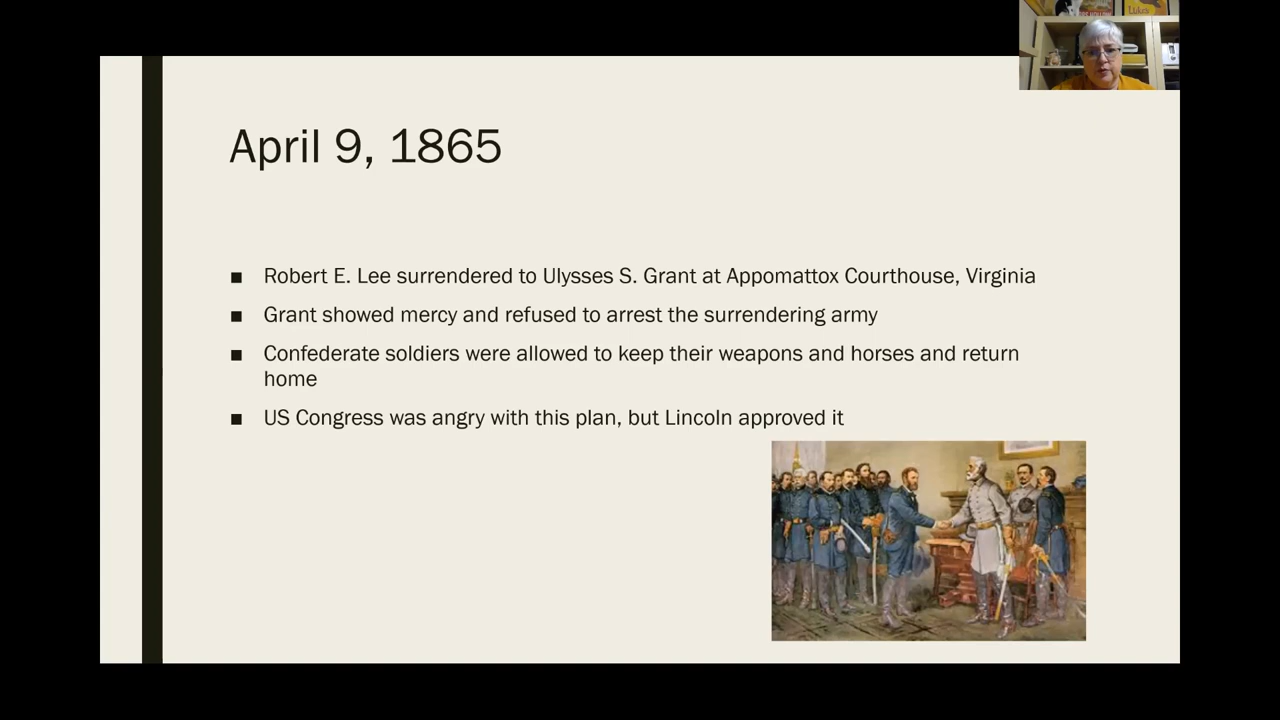 April 9, 1865
■ Robert E. Lee surrendered to Ulysses S. Grant at Appomattox Courthouse, Virginia
■ Grant showed mercy and refused to arrest the surrendering army
■ Confederate soldiers were allowed to keep their weapons and horses and return
home
■ US Congress was angry with this plan, but Lincoln approved it